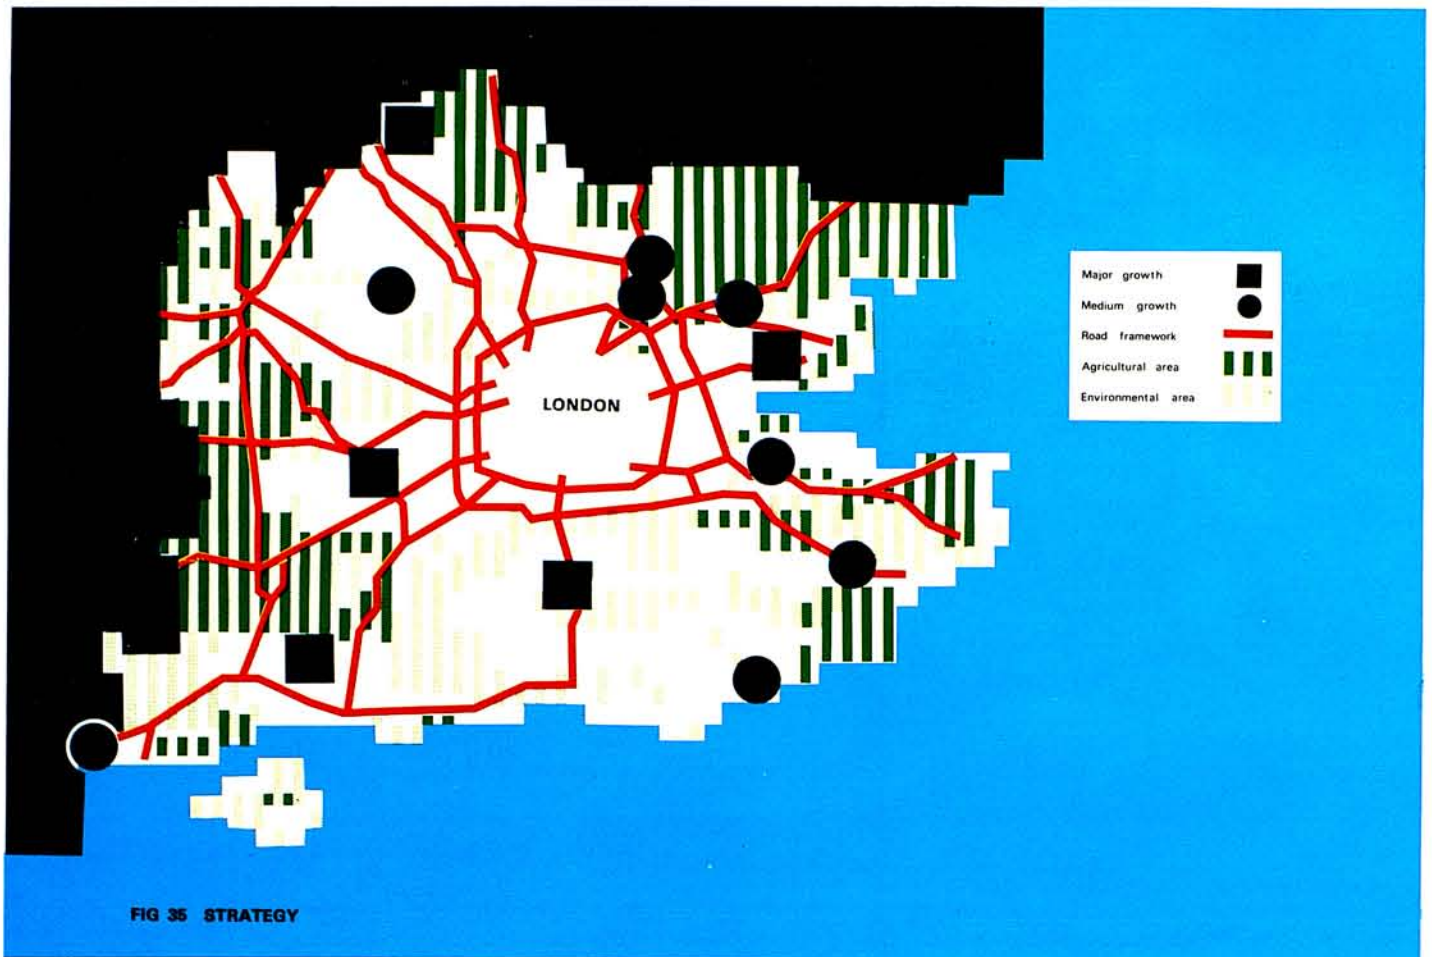 Major growth
Medium growth
Road framework
Agricultural area
Environmental area
LONDON
FIG 35 STRATEGY